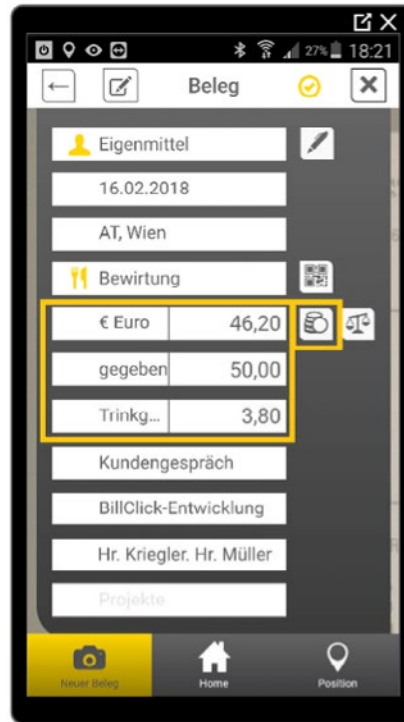 27% 18:21
Beleg
Eigenmittel
16.02.2018
AT, Wien
Bewirtung
€ Euro 46,20
gegeben 50,00
Trinkg... 3,80
Kundengespräch
BillClick-Entwicklung
Hr. Kriegler. Hr. Müller
Projekte
Neuer Beleg Home Position